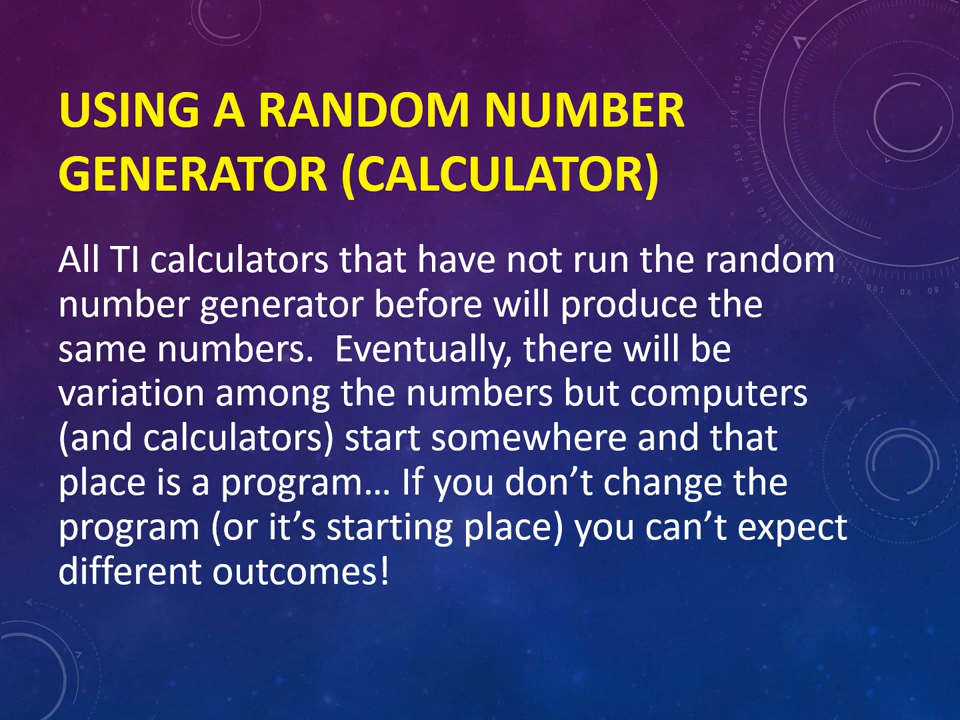 USING A RANDOM NUMBER
GENERATOR (CALCULATOR)
All TI calculators that have not run the random
number generator before will produce the
same numbers.  Eventually, there will be
variation among the numbers but computers
(and calculators) start somewhere and that
place is a program... If you don’t change the
program (or it’s starting place) you can’t expect
different outcomes!